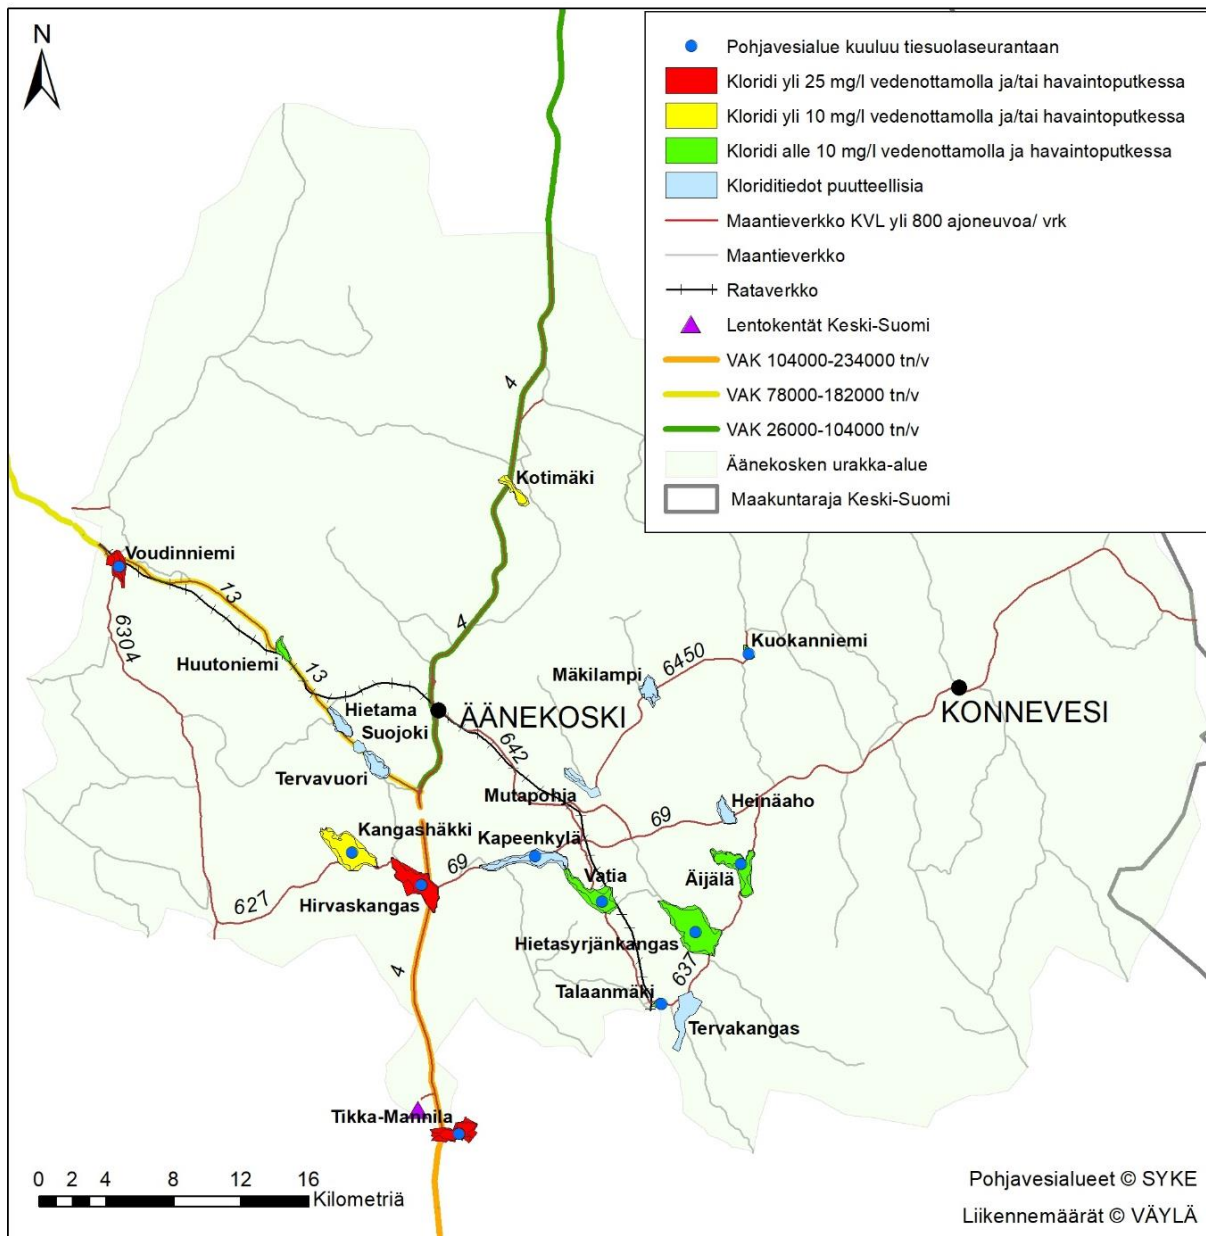 N
Pohjavesialue kuuluu tiesuolaseurantaan
Kloridi yli 25 mg/l vedenottamolla ja/tai havaintoputkessa
Kloridi yli 10 mg/l vedenottamolla ja/tai havaintoputkessa
Kloridi alle 10 mg/l vedenottamolla ja havaintoputkessa
Kloriditiedot puutteellisia
Maantieverkko KVL yli 800 ajoneuvoa/ vrk
Maantieverkko
Rataverkko
Lentokentät Keski-Suomi
VAK 104000-234000 tn/v
VAK 78000-182000 tn/v
VAK 26000-104000 tn/v
Äänekosken urakka-alue
Maakuntaraja Keski-Suomi
4
Kotimäki
Voudinniemi
13
4
6304
Huutoniemi
13
Kuokanniemi
6450
Mäkilampi
Hietama
Suojoki
ÄÄNEKOSKI
KONNEVESI
642
Tervavuori
Mutapohja
Heinäaho
69
Kangashäkki
Kapeenkylä
69
Vatia
Äijälä
627
Hirvaskangas
Hietasyrjänkangas
4
637
Talaanmäki
Tervakangas
Tikka-Mannila
0 2 4 8 12 16
Kilometriä
Pohjavesialueet © SYKE
Liikennemäärät © VÄYLÄ